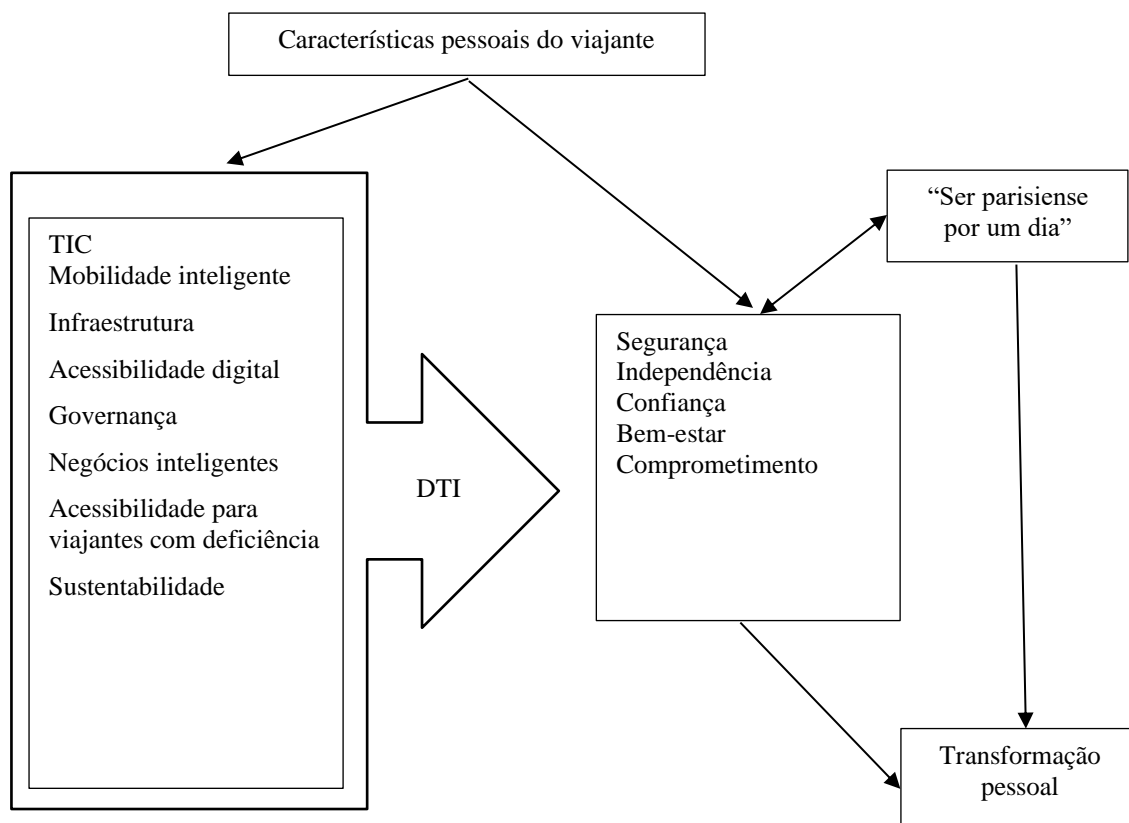 Características pessoais do viajante
“Ser parisiense
por um dia”
TIC
Mobilidade inteligente
Infraestrutura
Acessibilidade digital
Governança
Negócios inteligentes
Acessibilidade para
viajantes com deficiência
Sustentabilidade
DTI
Segurança
Independência
Confiança
Bem-estar
Comprometimento
Transformação
pessoal